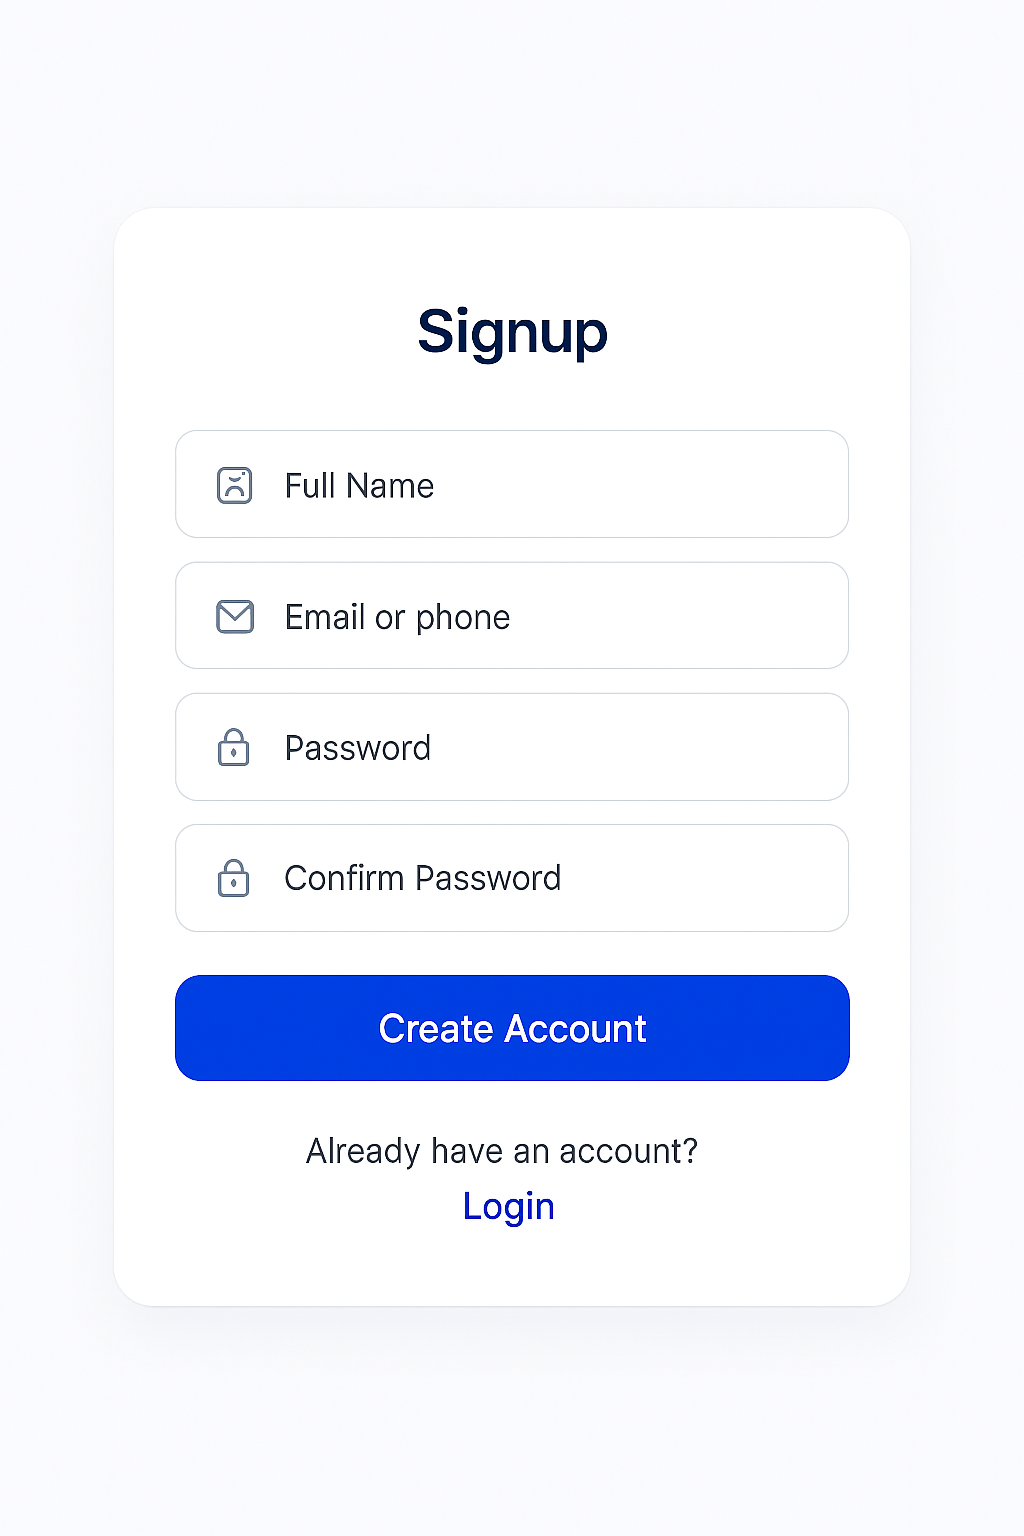 Signup
Full Name
Email or phone
Password
Confirm Password
Create Account
Already have an account?
Login